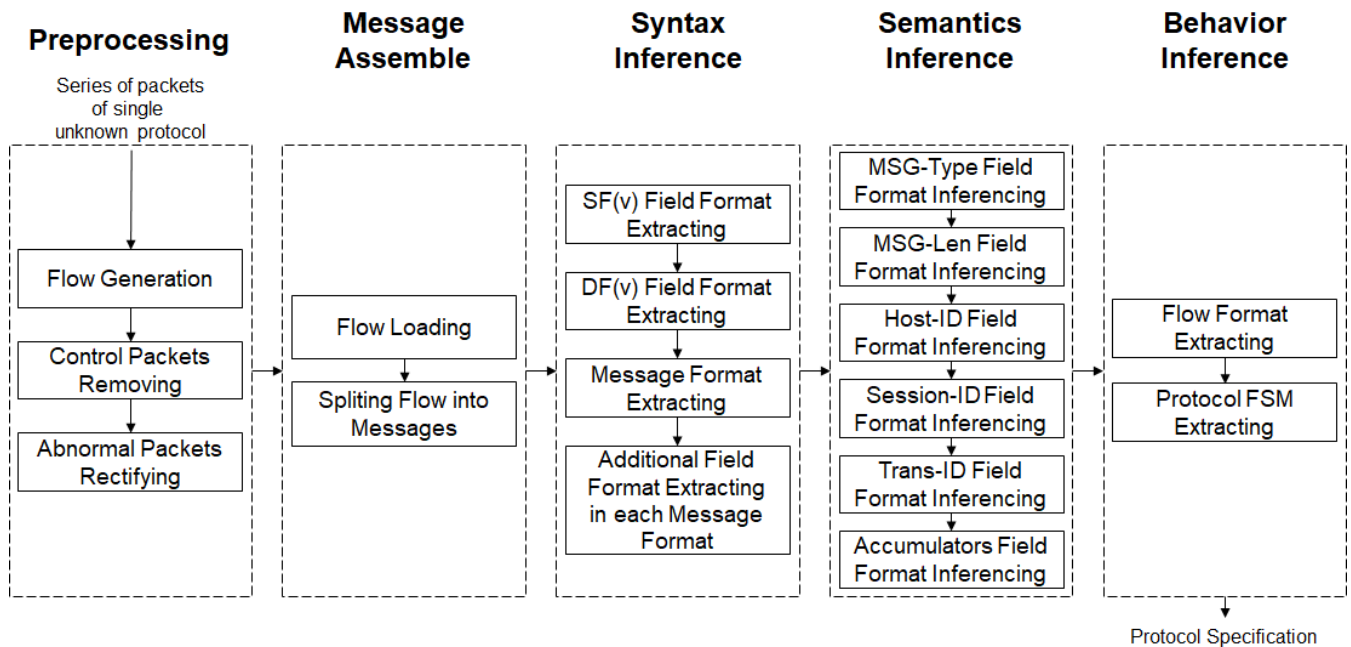 Preprocessing
Series of packets
of single
unknown protocol
Flow Generation
Control Packets
Removing
Abnormal Packets
Rectifying
Message
Assemble
Flow Loading
Spliting Flow into
Messages
Syntax
Inference
SF(v) Field Format
Extracting
DF(v) Field Format
Extracting
Message Format
Extracting
Additional Field
Format Extracting
in each Message
Format
Semantics
Inference
MSG-Type Field
Format Inferencing
MSG-Len Field
Format Inferencing
Host-ID Field
Format Inferencing
Session-ID Field
Format Inferencing
Trans-ID Field
Format Inferencing
Accumulators Field
Format Inferencing
Behavior
Inference
Flow Format
Extracting
Protocol FSM
Extracting
Protocol Specification